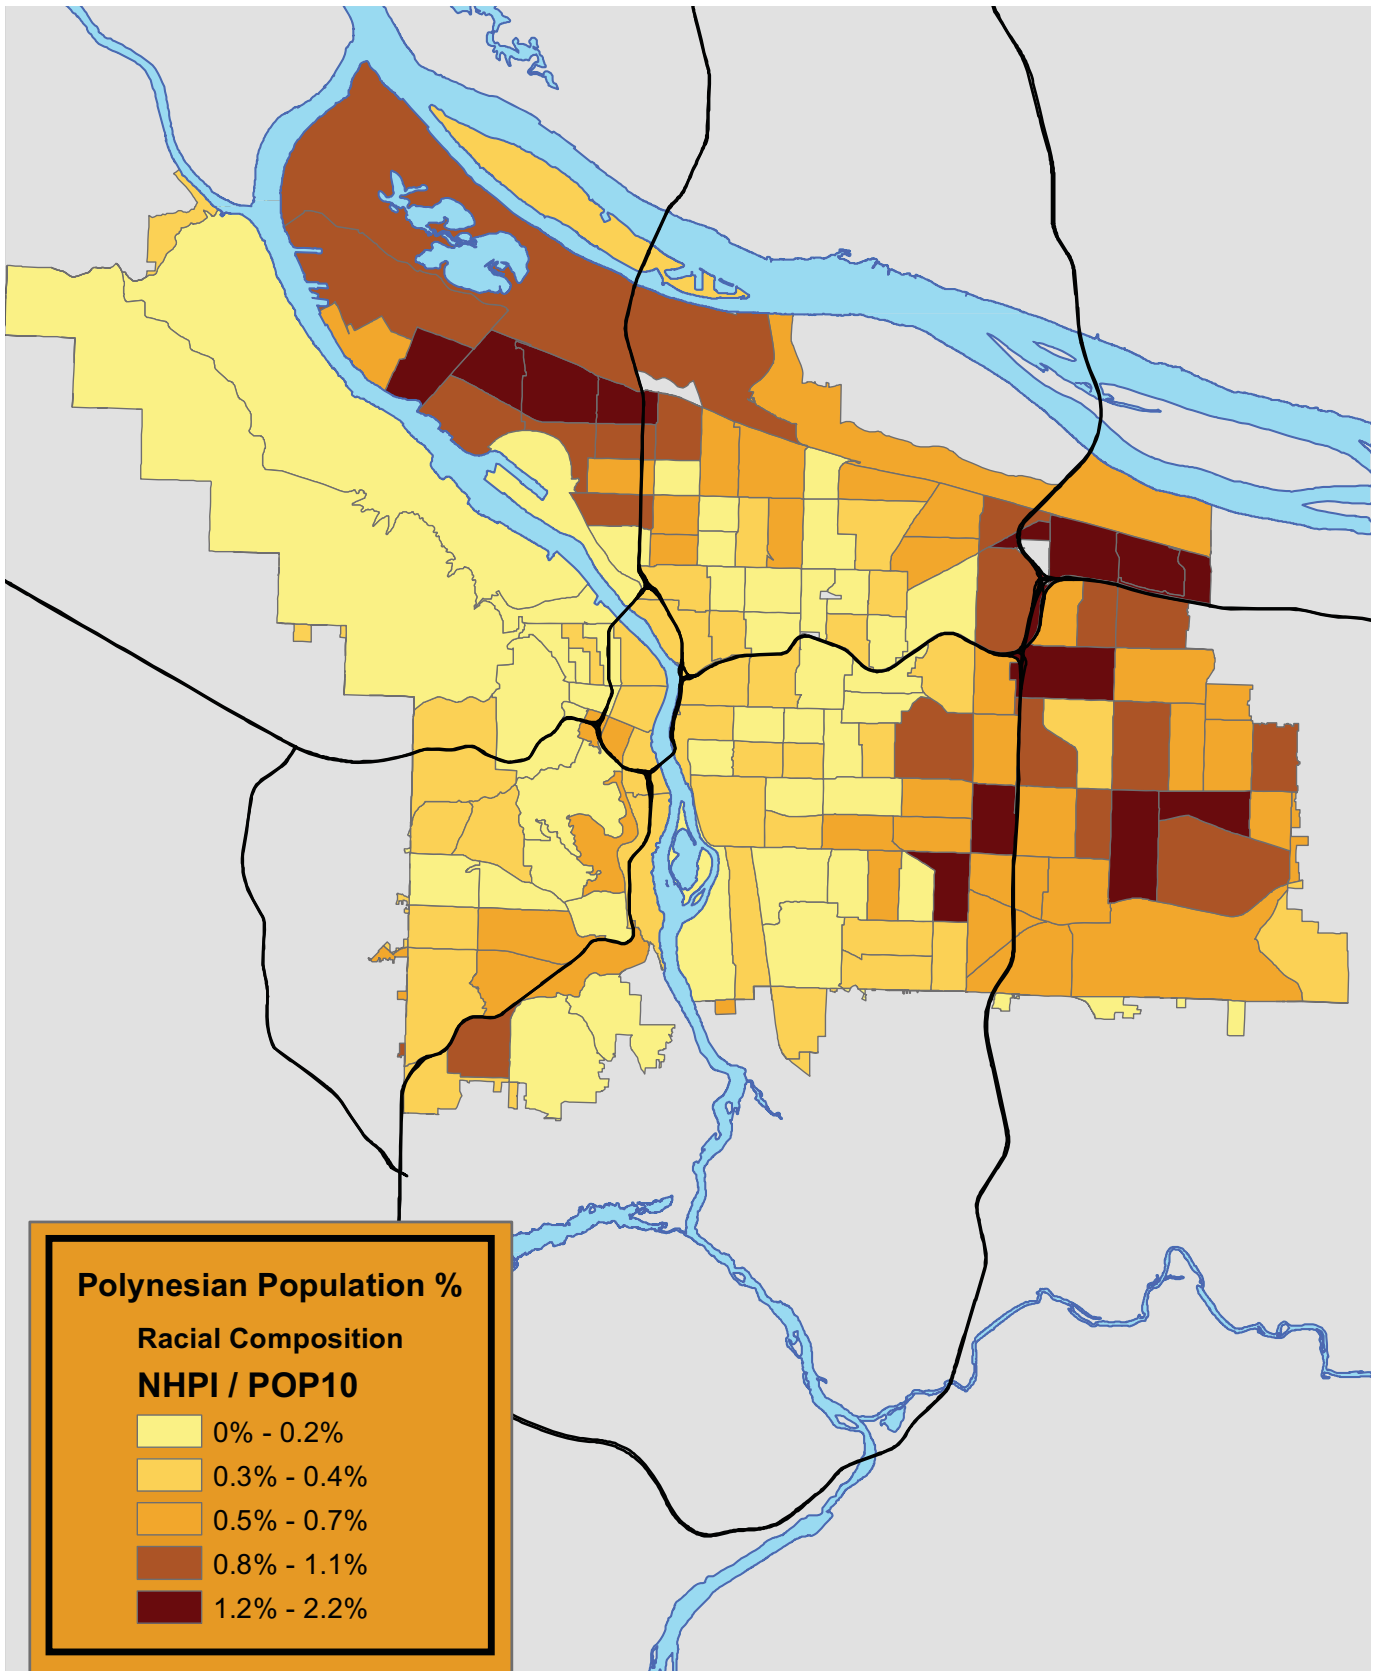 Polynesian Population %
Racial Composition
NHPI / POP10
0% - 0.2%
0.3% - 0.4%
0.5% - 0.7%
0.8% - 1.1%
1.2% - 2.2%